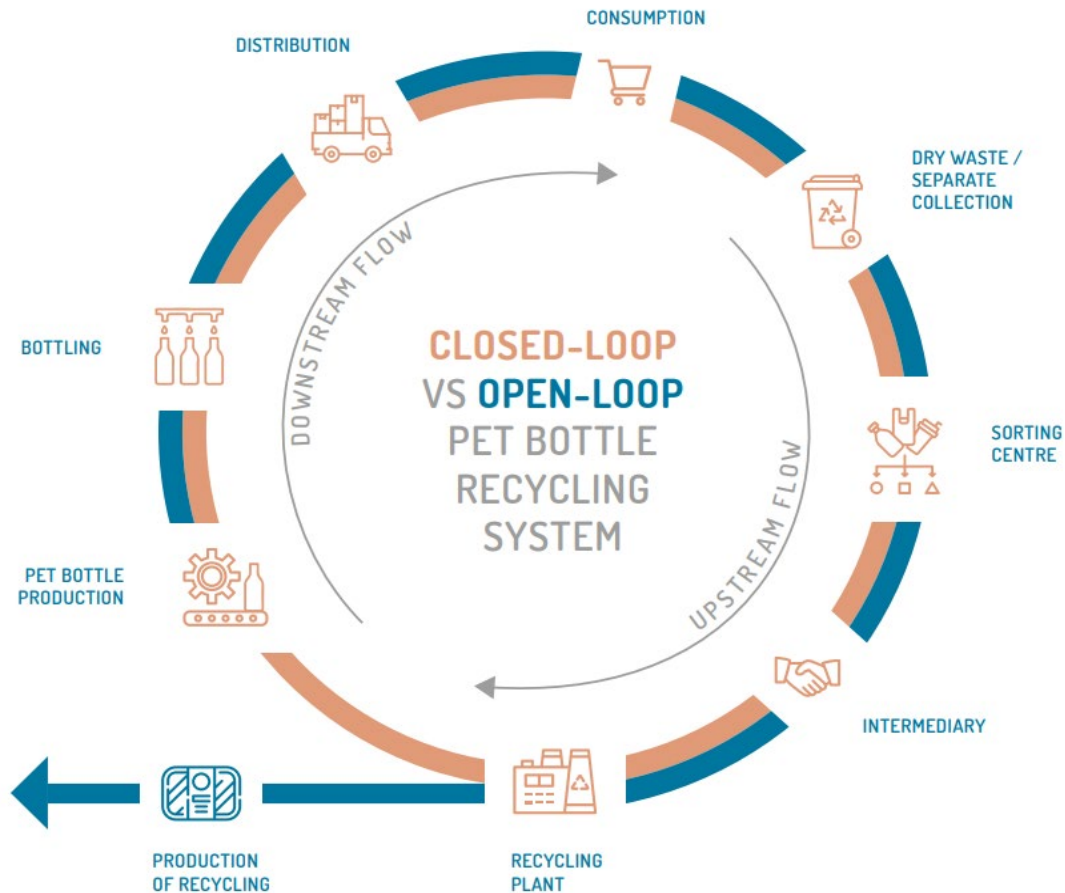 CONSUMPTION
DISTRIBUTION
DRY WASTE /
SEPARATE
COLLECTION
DOWNSTREAM FLOW
BOTTLING
CLOSED-LOOP
VS OPEN-LOOP
PET BOTTLE
RECYCLING
SYSTEM
SORTING
CENTRE
UPSTREAM FLOW
PET BOTTLE
PRODUCTION
INTERMEDIARY
PRODUCTION
OF RECYCLING
RECYCLING
PLANT